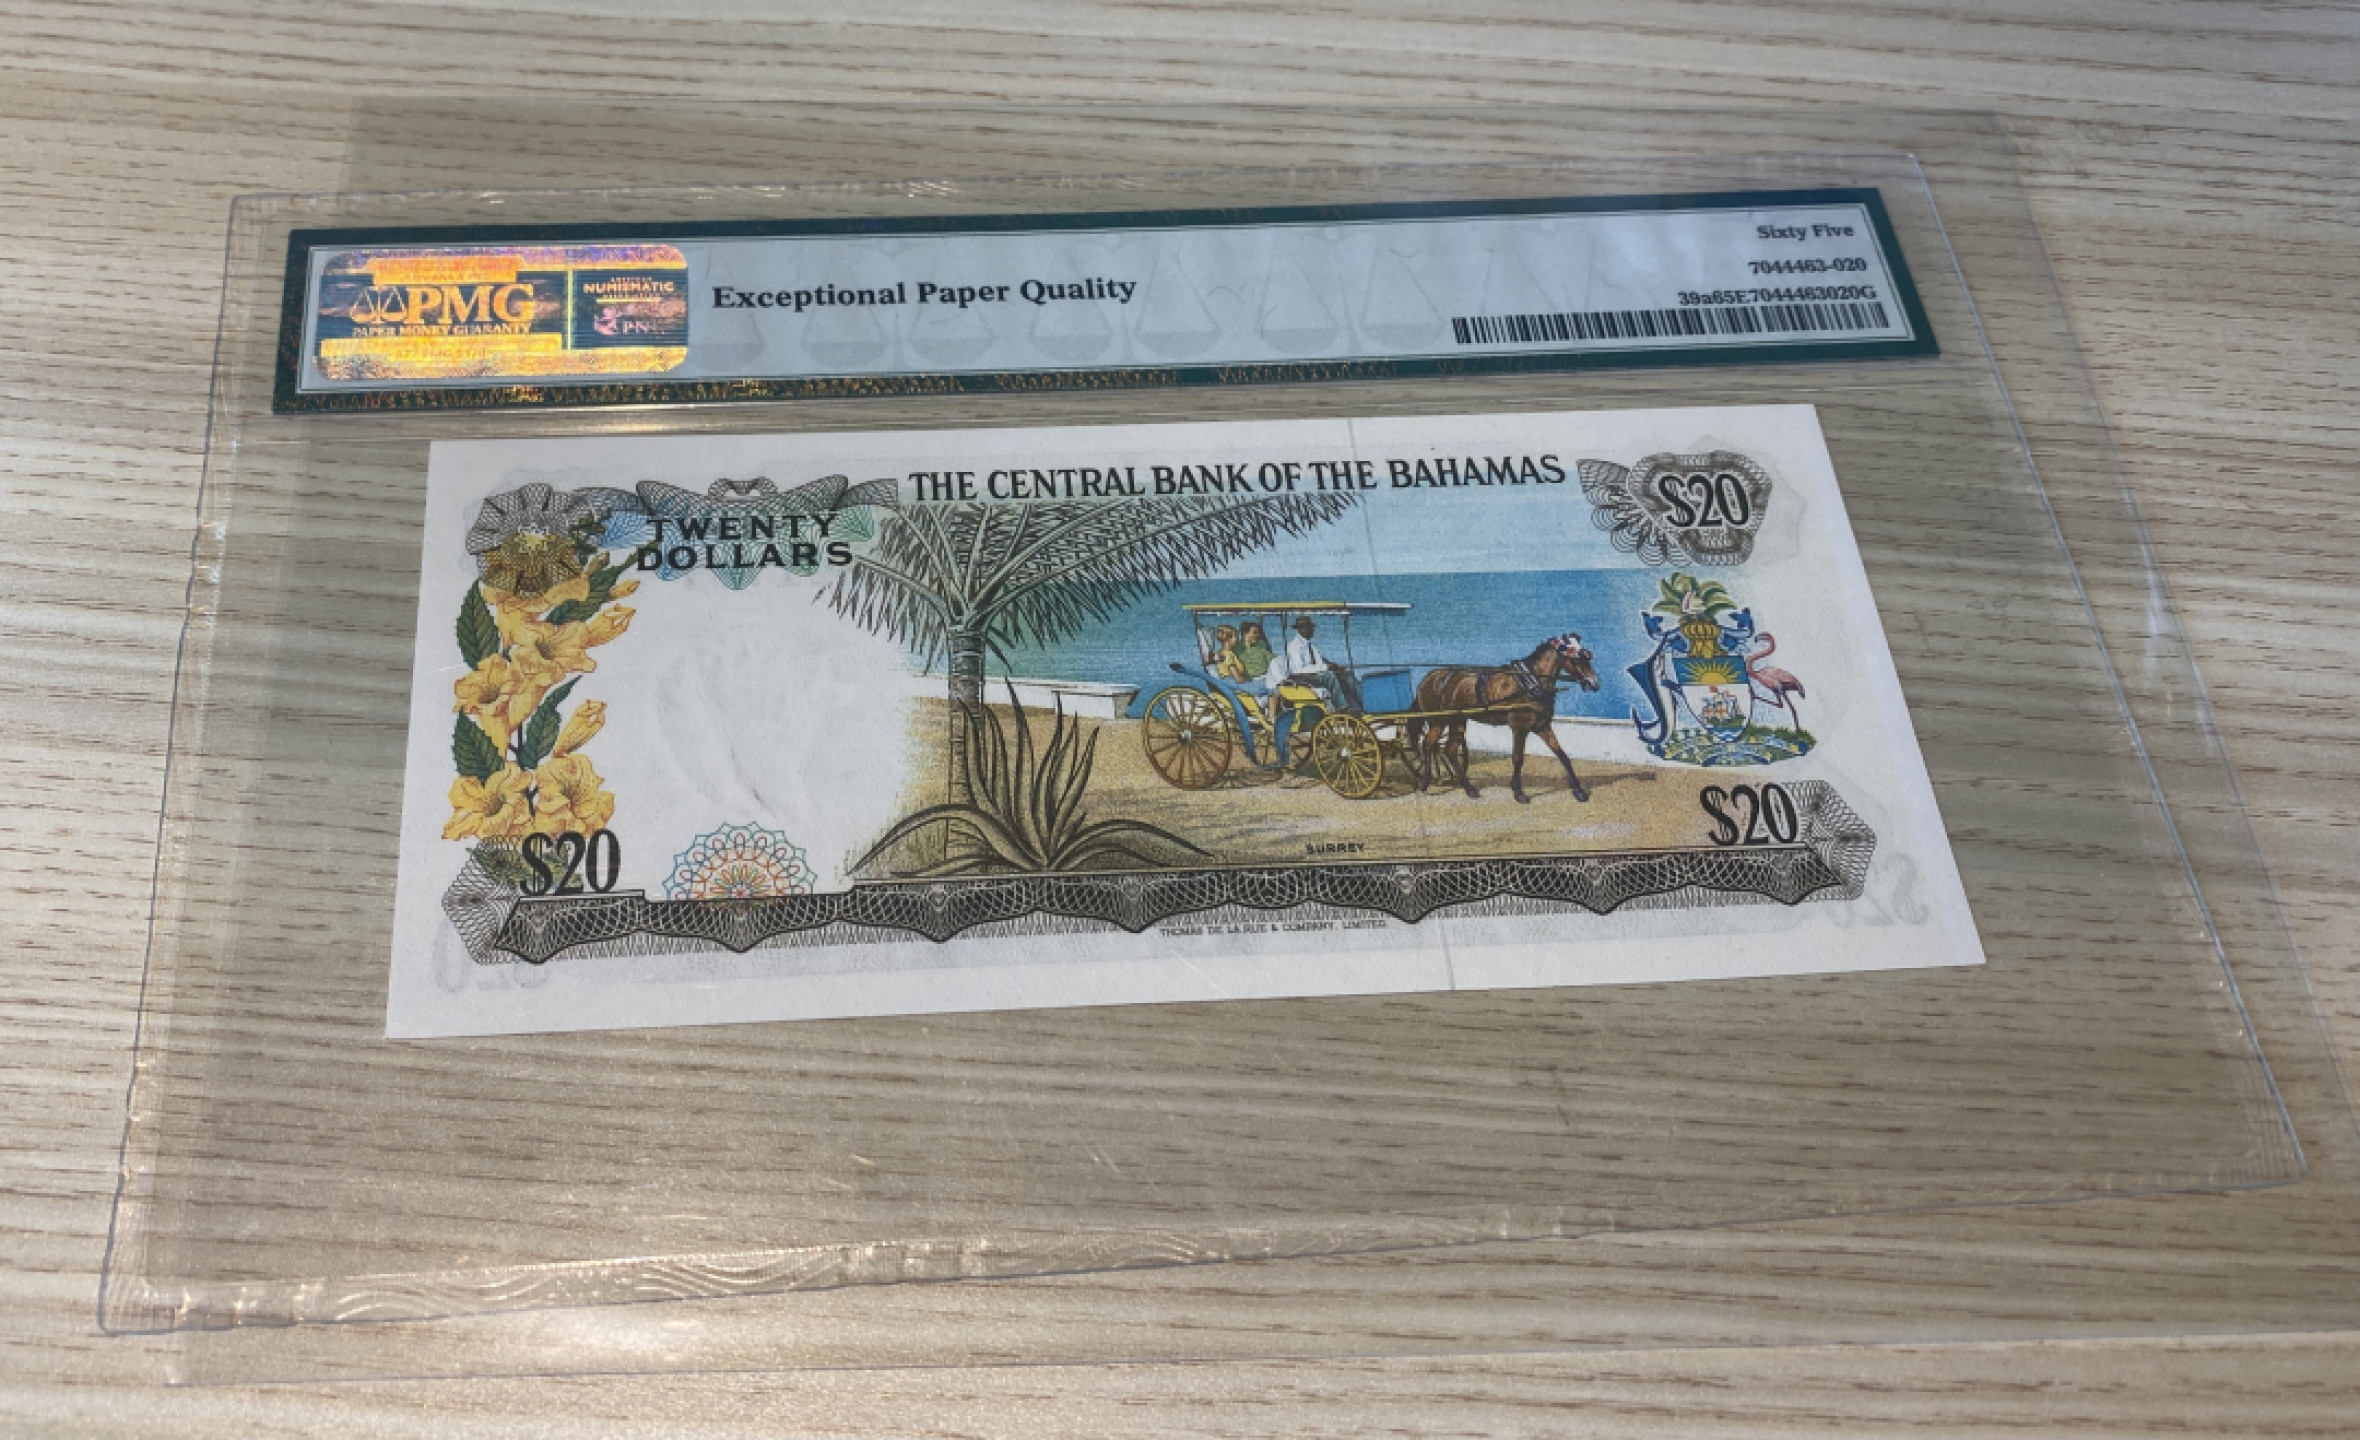 PMG
PAPER MONEY GUARANTY
NUMISMATIC
Exceptional Paper Quality
Sixty Five
7044463-020
39a65E7044463020G
THE CENTRAL BANK OF THE BAHAMAS
$20
TWENTY
DOLLARS
$20
$20
SURREY
THOMAS DE LA RUE & COMPANY, LIMITED